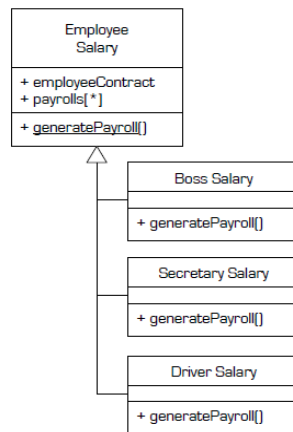 Employee
Salary
+ employeeContract
+ payrolls[*]
+ generatePayroll()
Boss Salary
+ generatePayroll()
Secretary Salary
+ generatePayroll()
Driver Salary
+ generatePayroll()